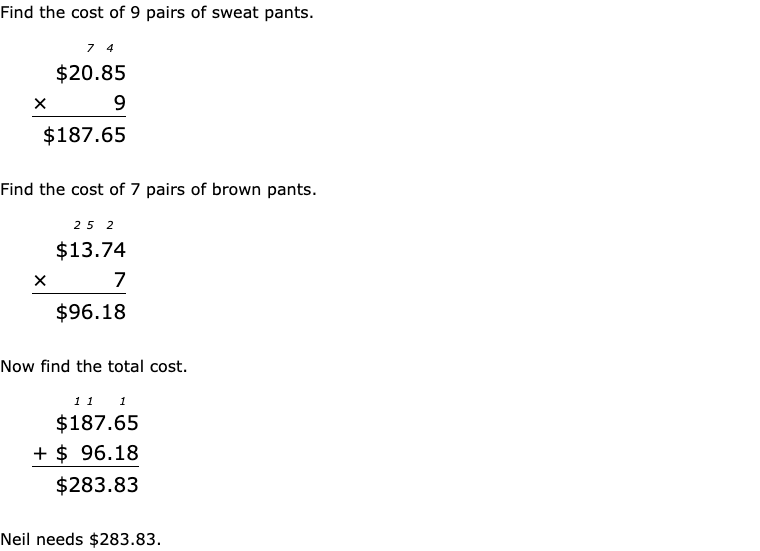 Find the cost of 9 pairs of sweat pants.
7 4
$20.85
× 9
$187.65
Find the cost of 7 pairs of brown pants.
2 5 2
$13.74
× 7
$96.18
Now find the total cost.
1 1 1
$187.65
+ $ 96.18
$283.83
Neil needs $283.83.